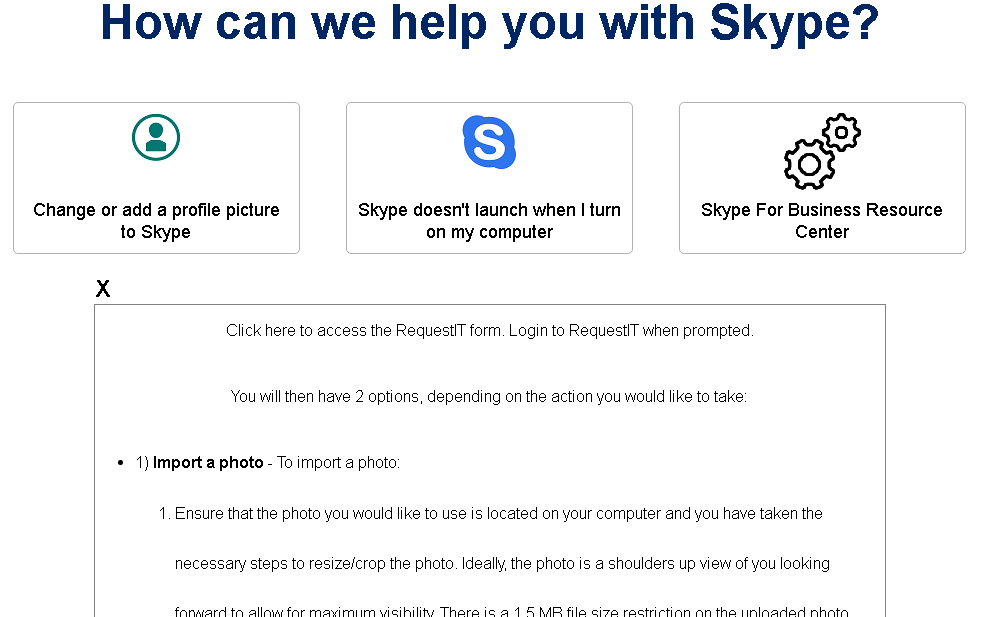 How can we help you with Skype?
Change or add a profile picture
to Skype
Skype doesn't launch when I turn
on my computer
Skype For Business Resource
Center
X
Click here to access the RequestIT form. Login to RequestIT when prompted.
You will then have 2 options, depending on the action you would like to take:
• 1) Import a photo - To import a photo:
1. Ensure that the photo you would like to use is located on your computer and you have taken the
necessary steps to resize/crop the photo. Ideally, the photo is a shoulders up view of you looking
forward to allow for maximum visibility. There is a 1.5 MB file size restriction on the uploaded photo